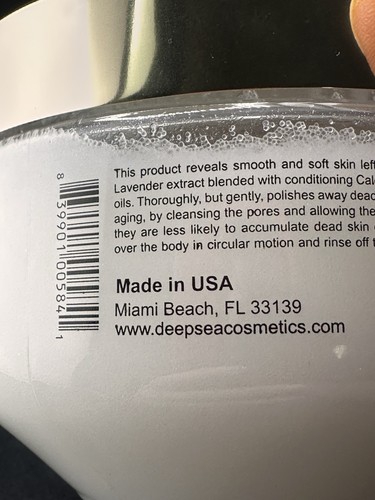 This product reveals smooth and soft skin left
Lavender extract blended with conditioning Cal
oils. Thoroughly, but gently, polishes away dead
aging, by cleansing the pores and allowing the
they are less likely to accumulate dead skin
over the body in circular motion and rinse off t
Made in USA
Miami Beach, FL 33139
www.deepseacosmetics.com
8 39901 00584 1